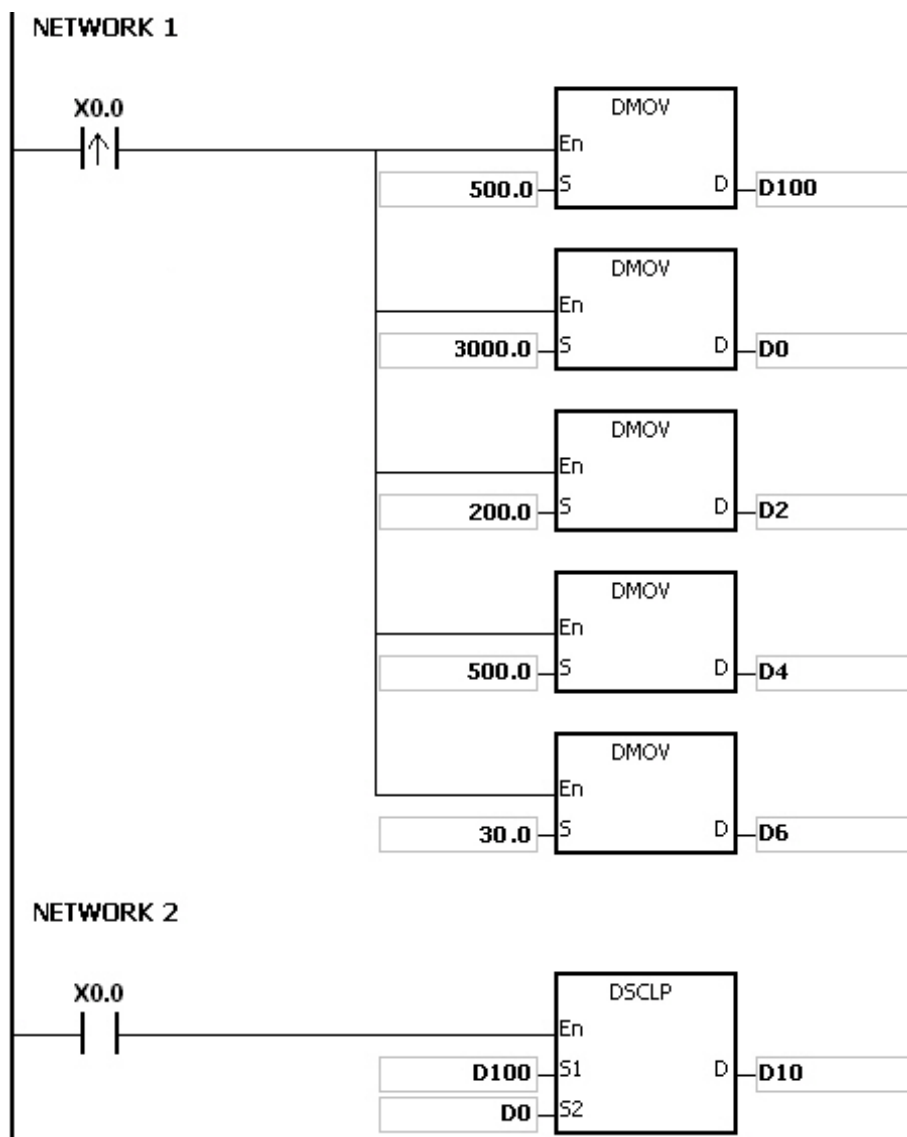 NETWORK 1
X0.0
DMOV
En
500.0 S D D100
DMOV
En
3000.0 S D D0
DMOV
En
200.0 S D D2
DMOV
En
500.0 S D D4
DMOV
En
30.0 S D D6
NETWORK 2
X0.0
DSCLP
En
D100 S1 D D10
D0 S2